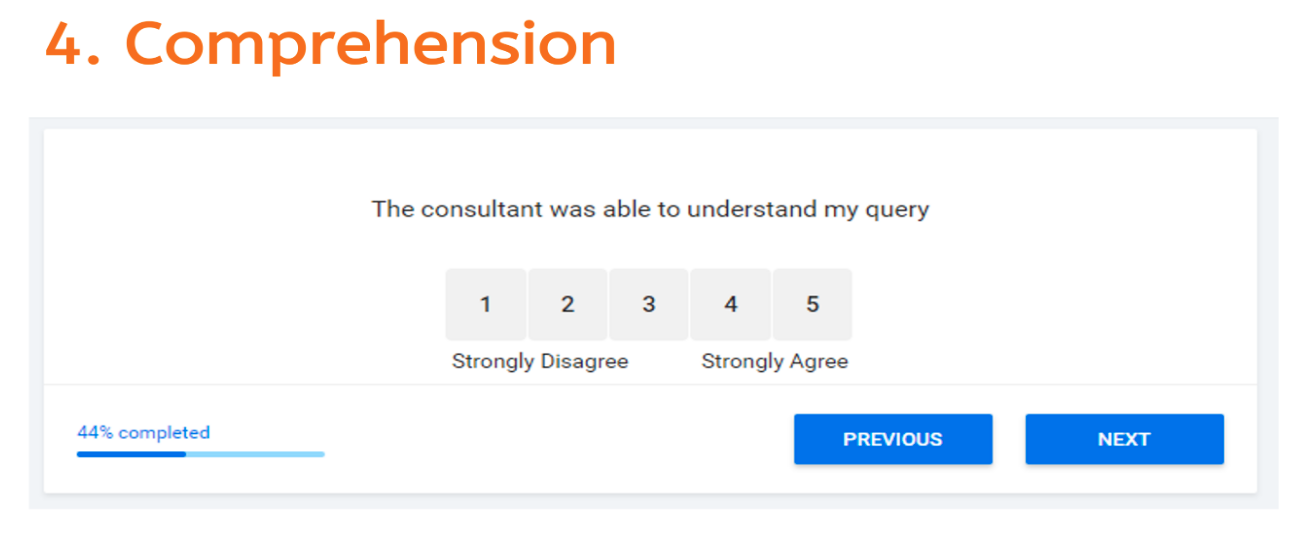 4. Comprehension
The consultant was able to understand my query
1 2 3 4 5
Strongly Disagree Strongly Agree
44% completed
PREVIOUS NEXT